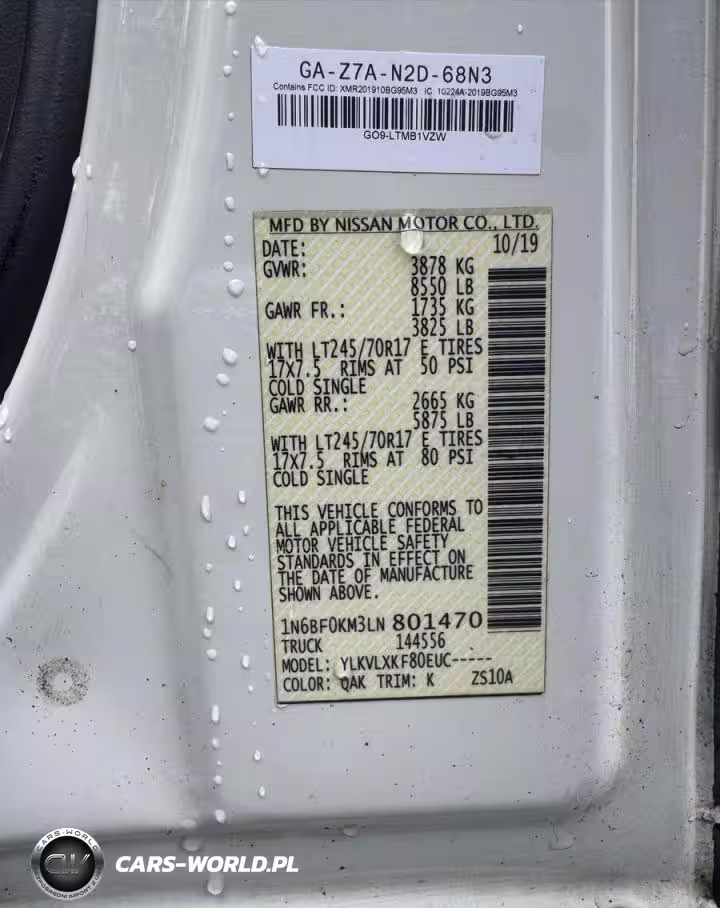 GA-Z7A-N2D-68N3
Contains FCC ID: XMR201910BG95M3 IC: 10224A-2019BG95M3
GO9-LTMB1VZW
MFD BY NISSAN MOTOR CO., LTD.
DATE: 10/19
GVWR: 3878 KG
8550 LB
GAWR FR.: 1735 KG
3825 LB
WITH LT245/70R17 E TIRES
17X7.5 RIMS AT 50 PSI
COLD SINGLE
GAWR RR.: 2665 KG
5875 LB
WITH LT245/70R17 E TIRES
17X7.5 RIMS AT 80 PSI
COLD SINGLE
THIS VEHICLE CONFORMS TO
ALL APPLICABLE FEDERAL
MOTOR VEHICLE SAFETY
STANDARDS IN EFFECT ON
THE DATE OF MANUFACTURE
SHOWN ABOVE.
1N6BF0KM3LN 801470
TRUCK 144556
MODEL: YLKVLXKF80EUC-----
COLOR: QAK TRIM: K ZS10A
CARS-WORLD
CW
CARS-WORLD.PL